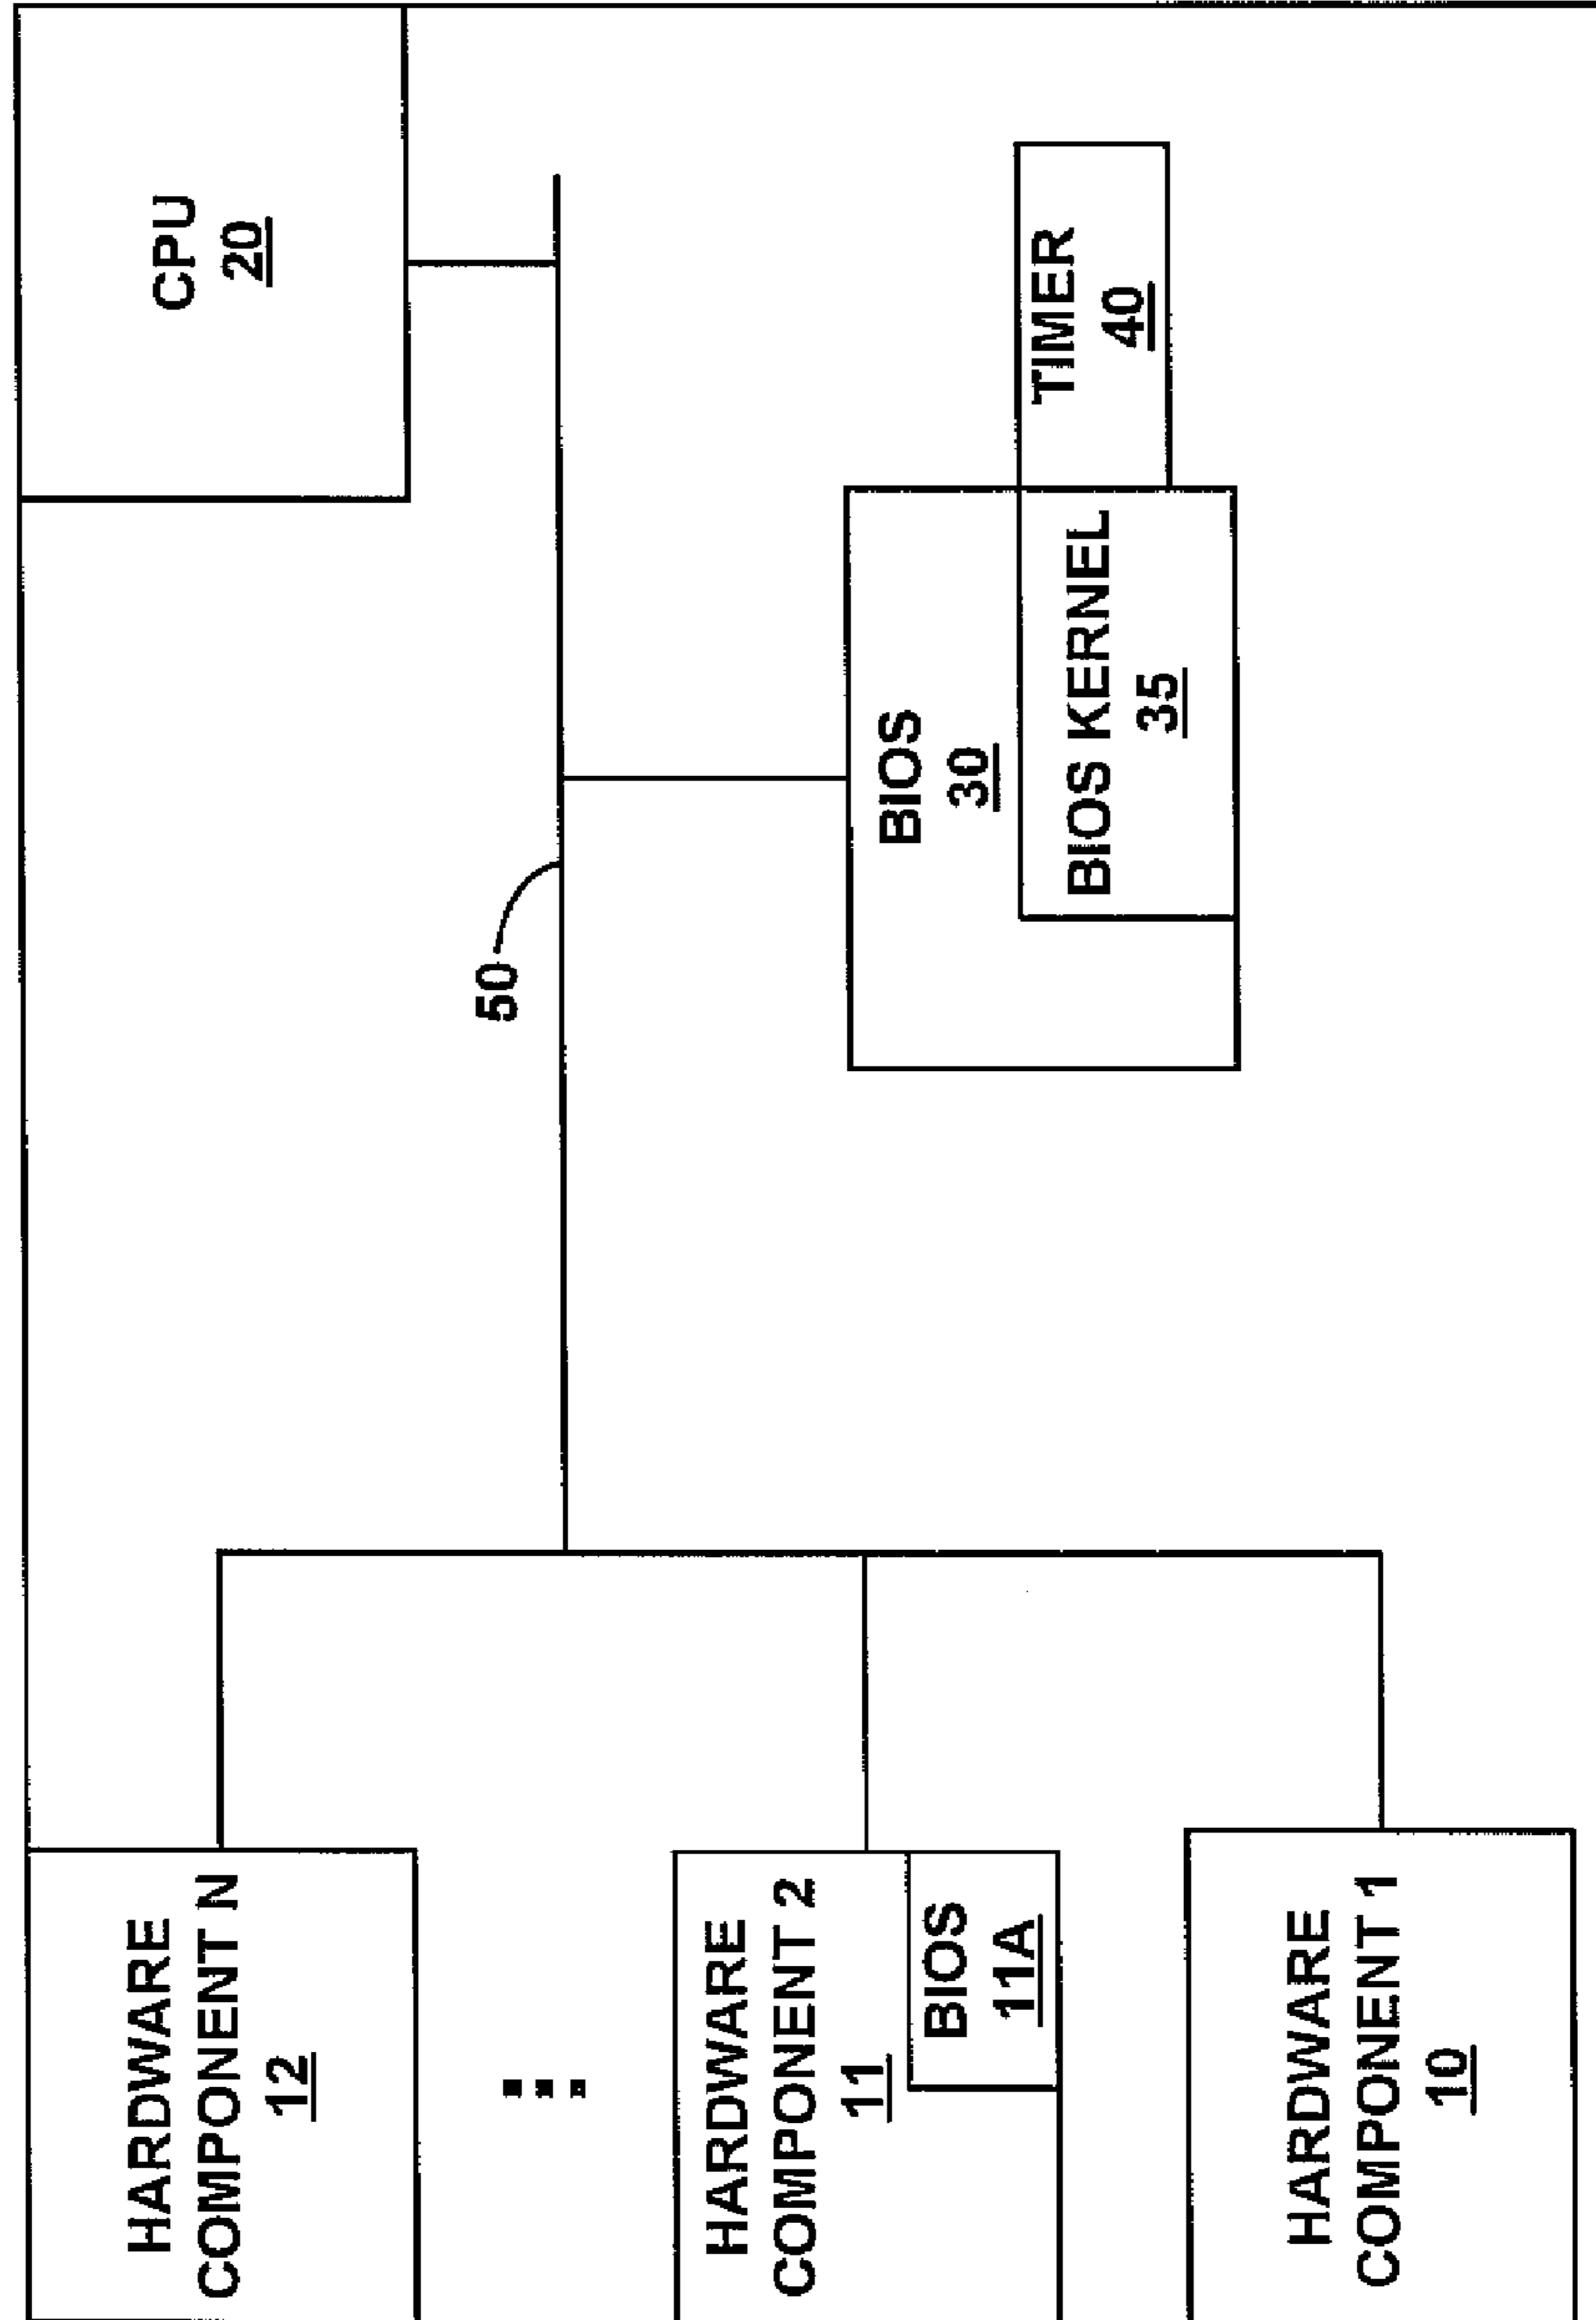 HARDWARE
COMPONENT N
12
HARDWARE
COMPONENT 2
11
BIOS
11A
HARDWARE
COMPONENT 1
10
50
CPU
20
BIOS
30
BIOS KERNEL
35
TIMER
40